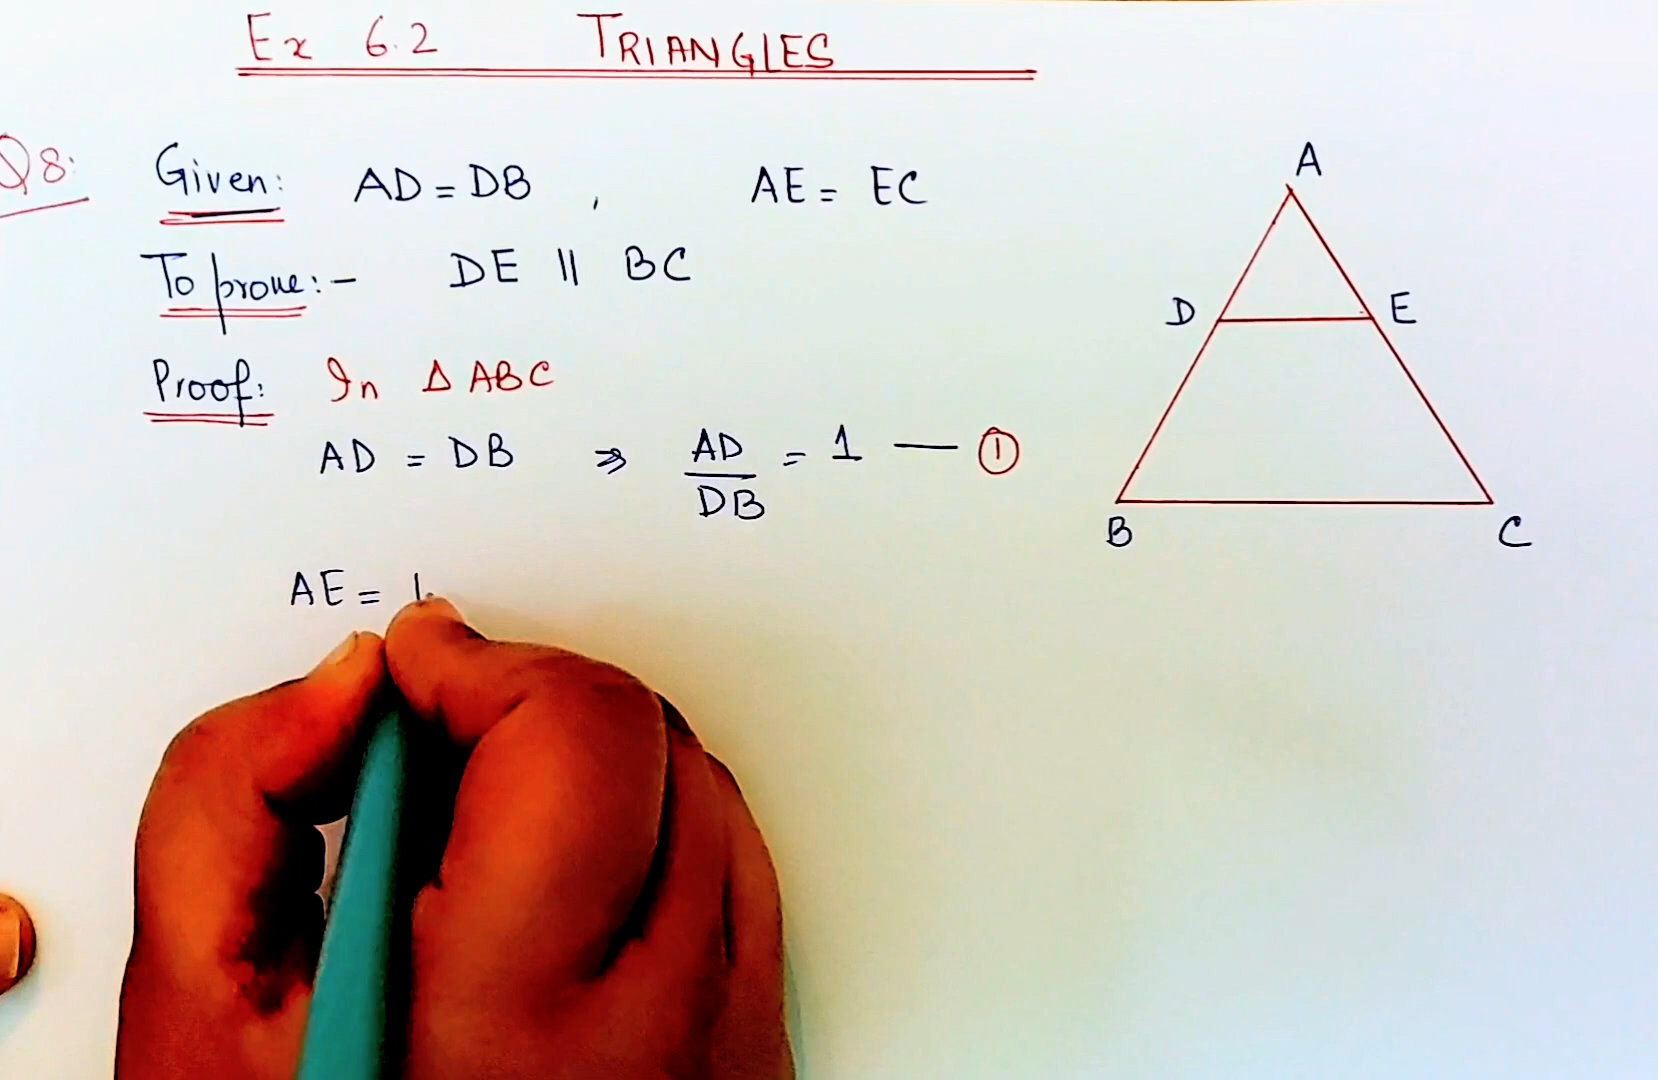 Ex 6.2 TRIANGLES
Q8: Given: AD = DB , AE = EC
To prove :- DE || BC
Proof: In Δ ABC
AD = DB ⇒ AD/DB = 1 — ①
AE =
A
D E
B C